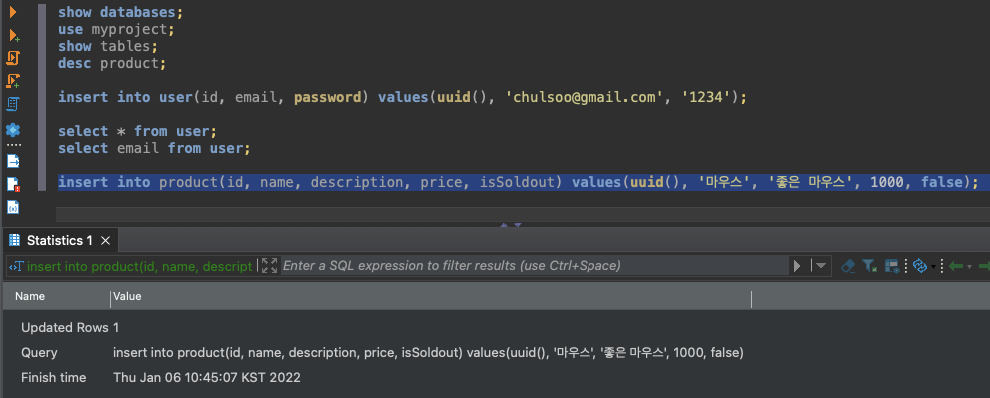 show databases;
use myproject;
show tables;
desc product;
insert into user(id, email, password) values(uuid(), 'chulsoo@gmail.com', '1234');
select * from user;
select email from user;
insert into product(id, name, description, price, isSoldout) values(uuid(), '마우스', '좋은 마우스', 1000, false);
Statistics 1
insert into product(id, name, descript
Enter a SQL expression to filter results (use Ctrl+Space)
Name Value
Updated Rows 1
Query insert into product(id, name, description, price, isSoldout) values(uuid(), '마우스', '좋은 마우스', 1000, false)
Finish time Thu Jan 06 10:45:07 KST 2022